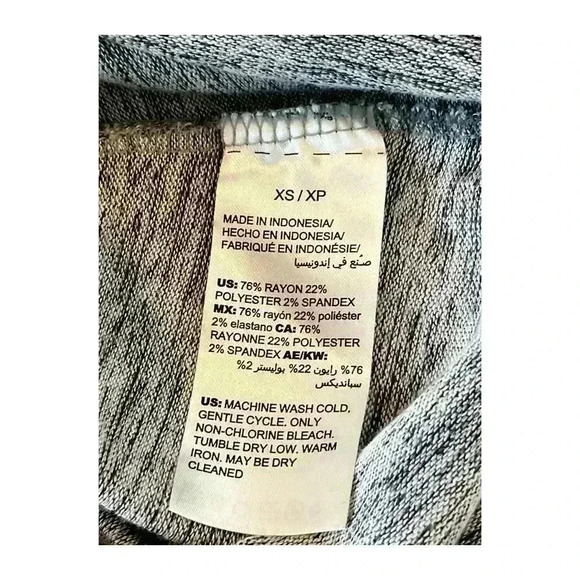 XS / XP
MADE IN INDONESIA/
HECHO EN INDONESIA/
FABRIQUÉ EN INDONÉSIE/
صنع في إندونيسيا
US: 76% RAYON 22%
POLYESTER 2% SPANDEX
MX: 76% rayón 22% poliéster
2% elastano CA: 76%
RAYONNE 22% POLYESTER
2% SPANDEX AE/KW:
76% رايون 22% بوليستر 2%
سبانديكس
US: MACHINE WASH COLD,
GENTLE CYCLE. ONLY
NON-CHLORINE BLEACH.
TUMBLE DRY LOW. WARM
IRON. MAY BE DRY
CLEANED